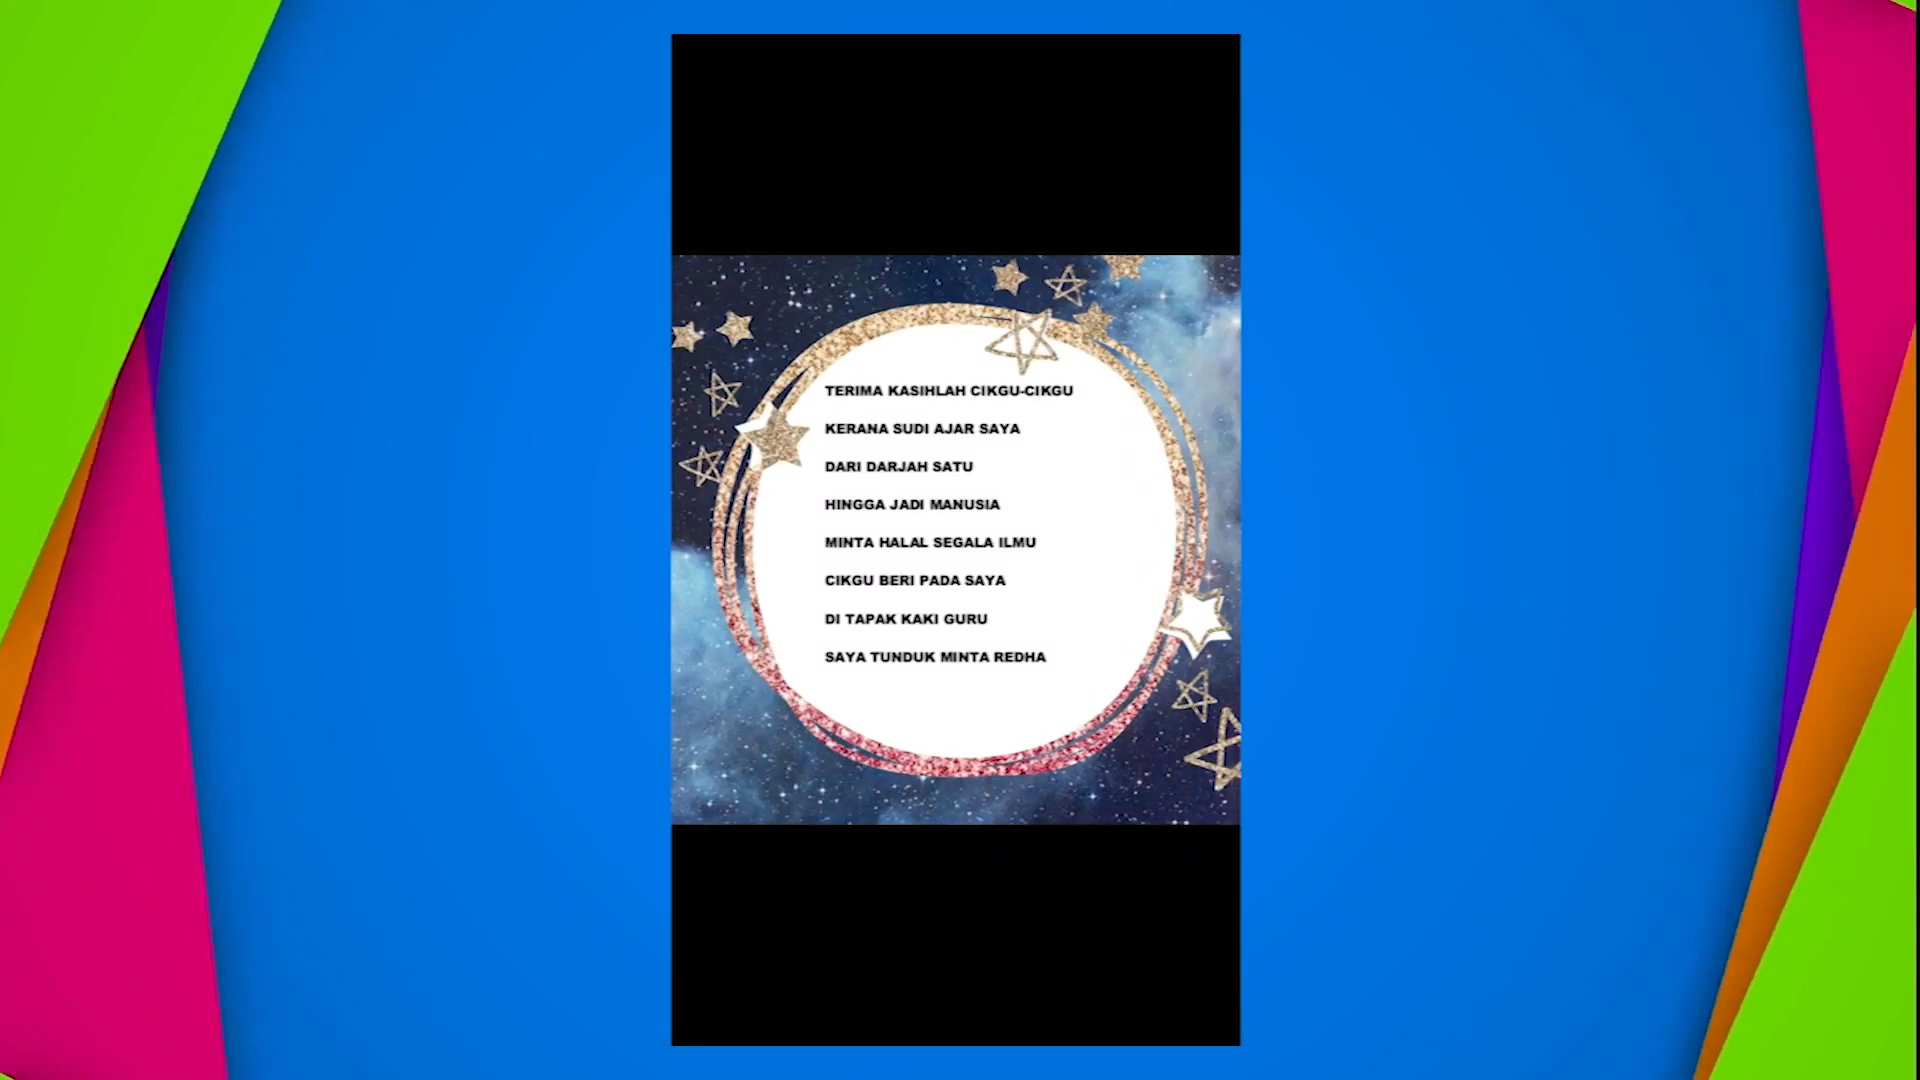 TERIMA KASIHLAH CIKGU-CIKGU
KERANA SUDI AJAR SAYA
DARI DARJAH SATU
HINGGA JADI MANUSIA
MINTA HALAL SEGALA ILMU
CIKGU BERI PADA SAYA
DI TAPAK KAKI GURU
SAYA TUNDUK MINTA REDHA